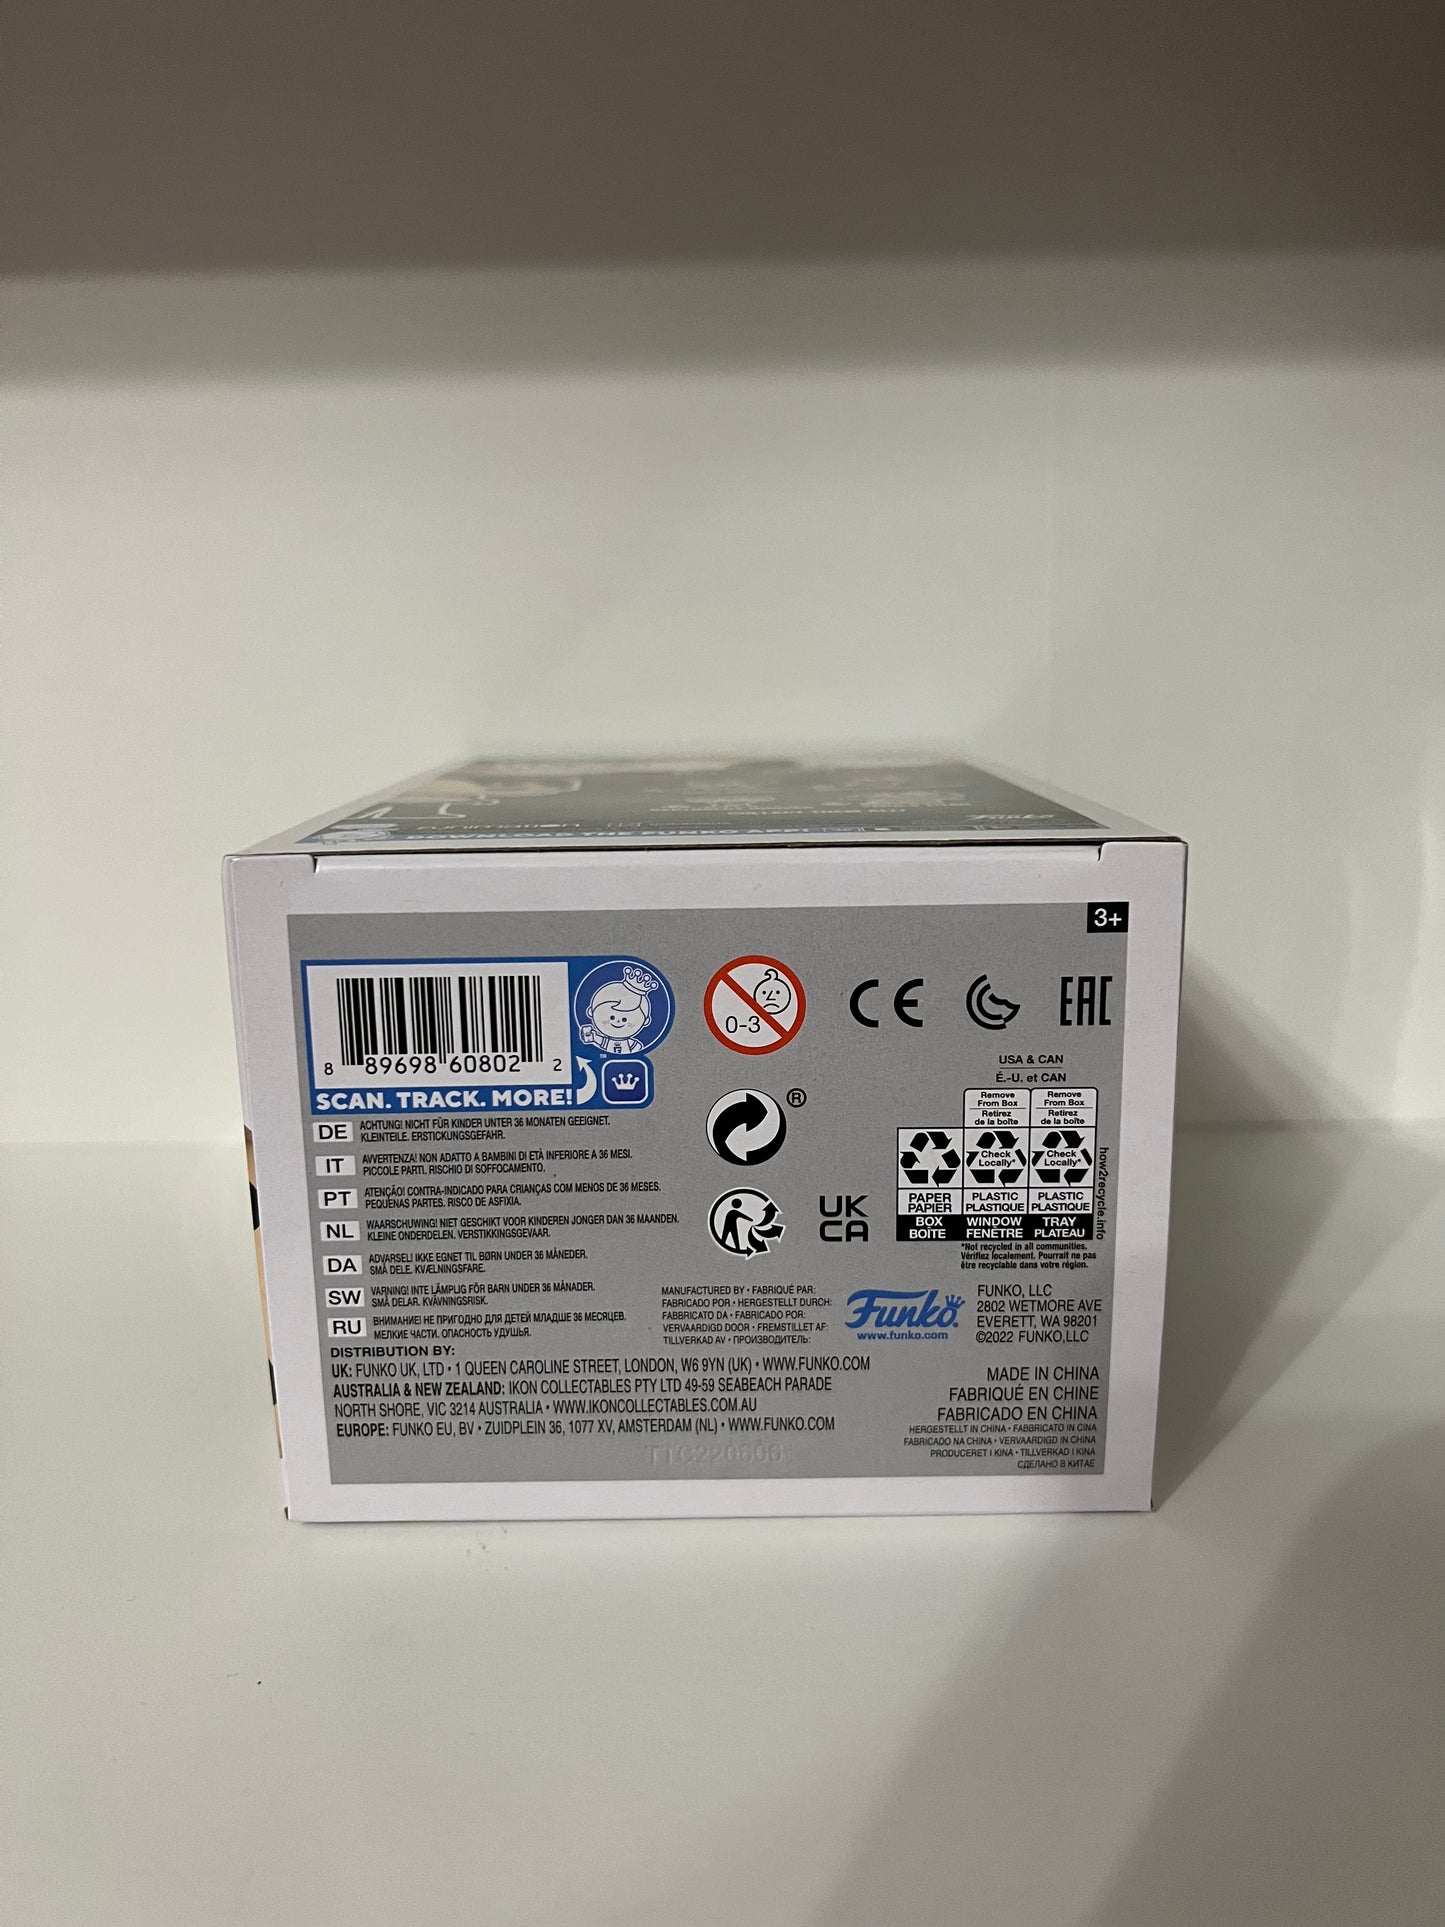 FUNIMATION
COLLECT THEM ALL!
Funko
DOWNLOAD THE FUNKO APP!
3+
8 89698 60802 2
SCAN. TRACK. MORE!
™
0-3
CE
EAC
®
UK
CA
USA & CAN
É.-U. et CAN
Remove
From Box
Retirez
de la boîte
Remove
From Box
Retirez
de la boîte
Check
Locally*
Check
Locally*
PAPER
PAPIER
PLASTIC
PLASTIQUE
PLASTIC
PLASTIQUE
BOX
BOÎTE
WINDOW
FENÊTRE
TRAY
PLATEAU
how2recycle.info
*Not recycled in all communities.
Vérifiez localement. Pourrait ne pas
être recyclable dans votre région.
DE ACHTUNG! NICHT FÜR KINDER UNTER 36 MONATEN GEEIGNET.
KLEINTEILE. ERSTICKUNGSGEFAHR.
IT AVVERTENZA! NON ADATTO A BAMBINI DI ETÀ INFERIORE A 36 MESI.
PICCOLE PARTI. RISCHIO DI SOFFOCAMENTO.
PT ATENÇÃO! CONTRA-INDICADO PARA CRIANÇAS COM MENOS DE 36 MESES.
PEQUENAS PARTES. RISCO DE ASFIXIA.
NL WAARSCHUWING! NIET GESCHIKT VOOR KINDEREN JONGER DAN 36 MAANDEN.
KLEINE ONDERDELEN. VERSTIKKINGSGEVAAR.
DA ADVARSEL! IKKE EGNET TIL BØRN UNDER 36 MÅNEDER.
SMÅ DELE. KVÆLNINGSFARE.
SW VARNING! INTE LÄMPLIG FÖR BARN UNDER 36 MÅNADER.
SMÅ DELAR. KVÄVNINGSRISK.
RU ВНИМАНИЕ! НЕ ПРИГОДНО ДЛЯ ДЕТЕЙ МЛАДШЕ 36 МЕСЯЦЕВ.
МЕЛКИЕ ЧАСТИ. ОПАСНОСТЬ УДУШЬЯ.
MANUFACTURED BY • FABRIQUÉ PAR:
FABRICADO POR • HERGESTELLT DURCH:
FABBRICATO DA • FABRICADO POR:
VERVAARDIGD DOOR • FREMSTILLET AF:
TILLVERKAD AV • ПРОИЗВОДИТЕЛЬ:
Funko
www.funko.com
FUNKO, LLC
2802 WETMORE AVE
EVERETT, WA 98201
©2022 FUNKO,LLC
DISTRIBUTION BY:
UK: FUNKO UK, LTD • 1 QUEEN CAROLINE STREET, LONDON, W6 9YN (UK) • WWW.FUNKO.COM
AUSTRALIA & NEW ZEALAND: IKON COLLECTABLES PTY LTD 49-59 SEABEACH PARADE
NORTH SHORE, VIC 3214 AUSTRALIA • WWW.IKONCOLLECTABLES.COM.AU
EUROPE: FUNKO EU, BV • ZUIDPLEIN 36, 1077 XV, AMSTERDAM (NL) • WWW.FUNKO.COM
TTC220606
MADE IN CHINA
FABRIQUÉ EN CHINE
FABRICADO EN CHINA
HERGESTELLT IN CHINA • FABBRICATO IN CINA
FABRICADO NA CHINA • VERVAARDIGD IN CHINA
PRODUCERET I KINA • TILLVERKAD I KINA
СДЕЛАНО В КИТАЕ